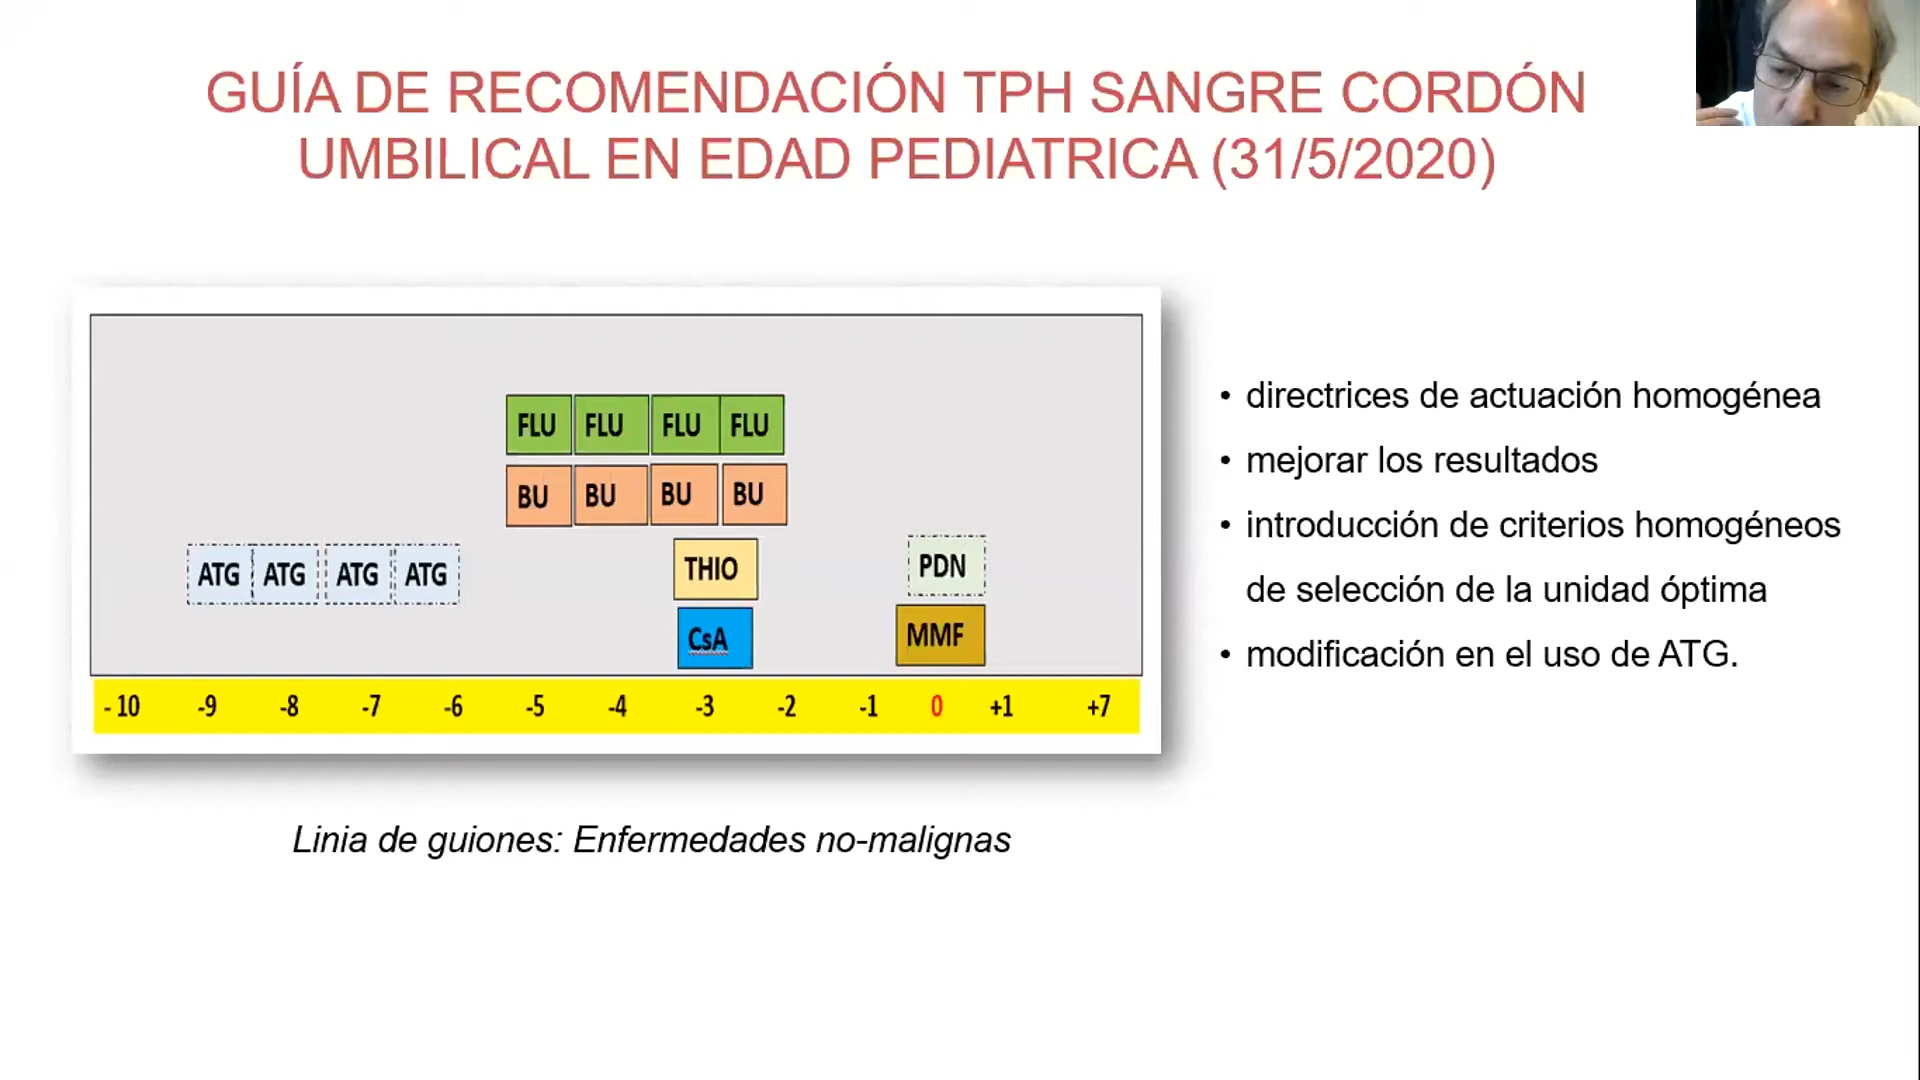 GUÍA DE RECOMENDACIÓN TPH SANGRE CORDÓN
UMBILICAL EN EDAD PEDIATRICA (31/5/2020)
FLU FLU FLU FLU
BU BU BU BU
ATG ATG ATG ATG THIO PDN
CsA MMF
- 10 -9 -8 -7 -6 -5 -4 -3 -2 -1 0 +1 +7
Linia de guiones: Enfermedades no-malignas
• directrices de actuación homogénea
• mejorar los resultados
• introducción de criterios homogéneos
de selección de la unidad óptima
• modificación en el uso de ATG.